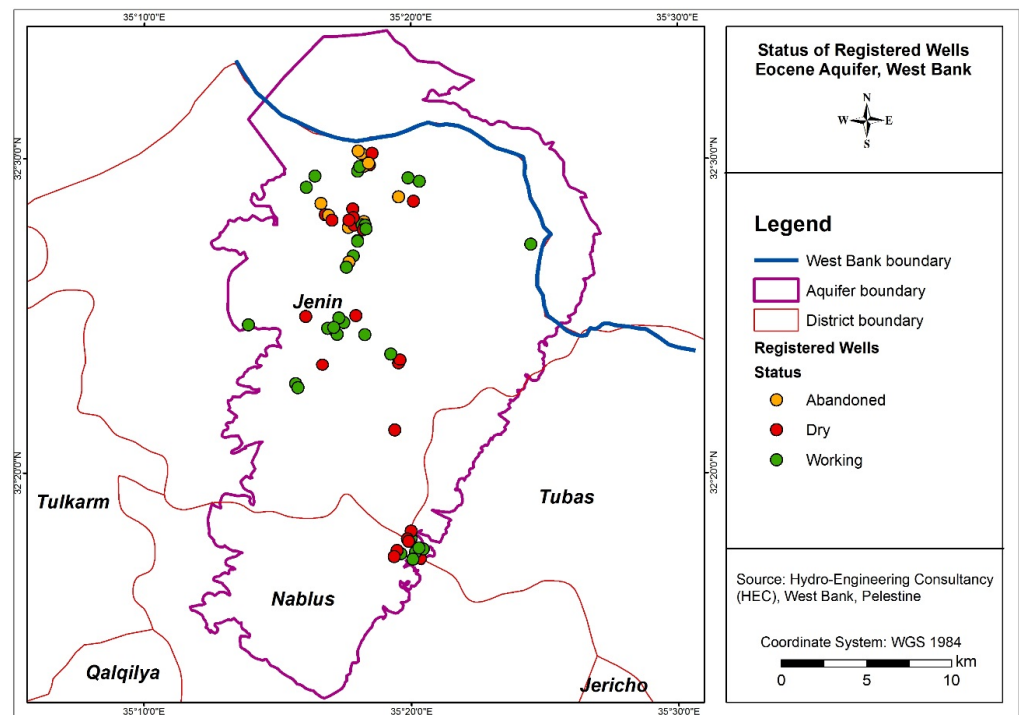 35°10'0"E 35°20'0"E 35°30'0"E
32°30'0"N 32°30'0"N
32°20'0"N 32°20'0"N
Jenin
Tulkarm
Tubas
Nablus
Qalqilya
Jericho
35°10'0"E 35°20'0"E 35°30'0"E
Status of Registered Wells
Eocene Aquifer, West Bank
N
W E
S
Legend
West Bank boundary
Aquifer boundary
District boundary
Registered Wells
Status
Abandoned
Dry
Working
Source: Hydro-Engineering Consultancy
(HEC), West Bank, Pelestine
Coordinate System: WGS 1984
km
0 5 10